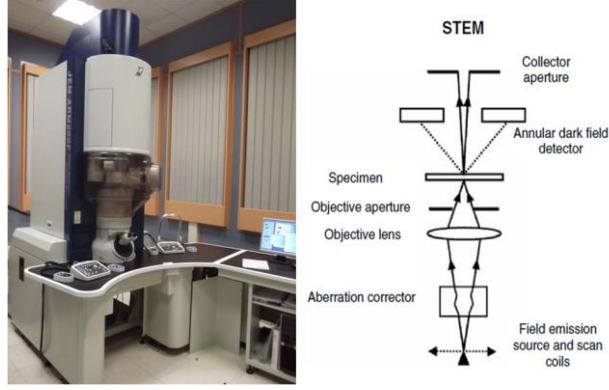 STEM
Collector
aperture
Annular dark field
detector
Specimen
Objective aperture
Objective lens
Aberration corrector
Field emission
source and scan
coils